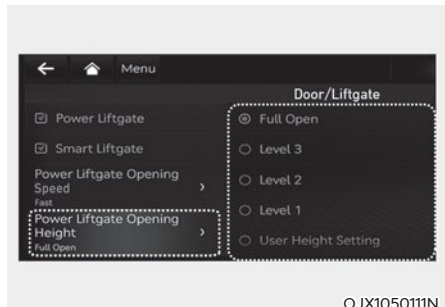 Menu
Door/Liftgate
Power Liftgate
Smart Liftgate
Power Liftgate Opening
Speed
Fast
Power Liftgate Opening
Height
Full Open
Full Open
Level 3
Level 2
Level 1
User Height Setting
OJX1050111N